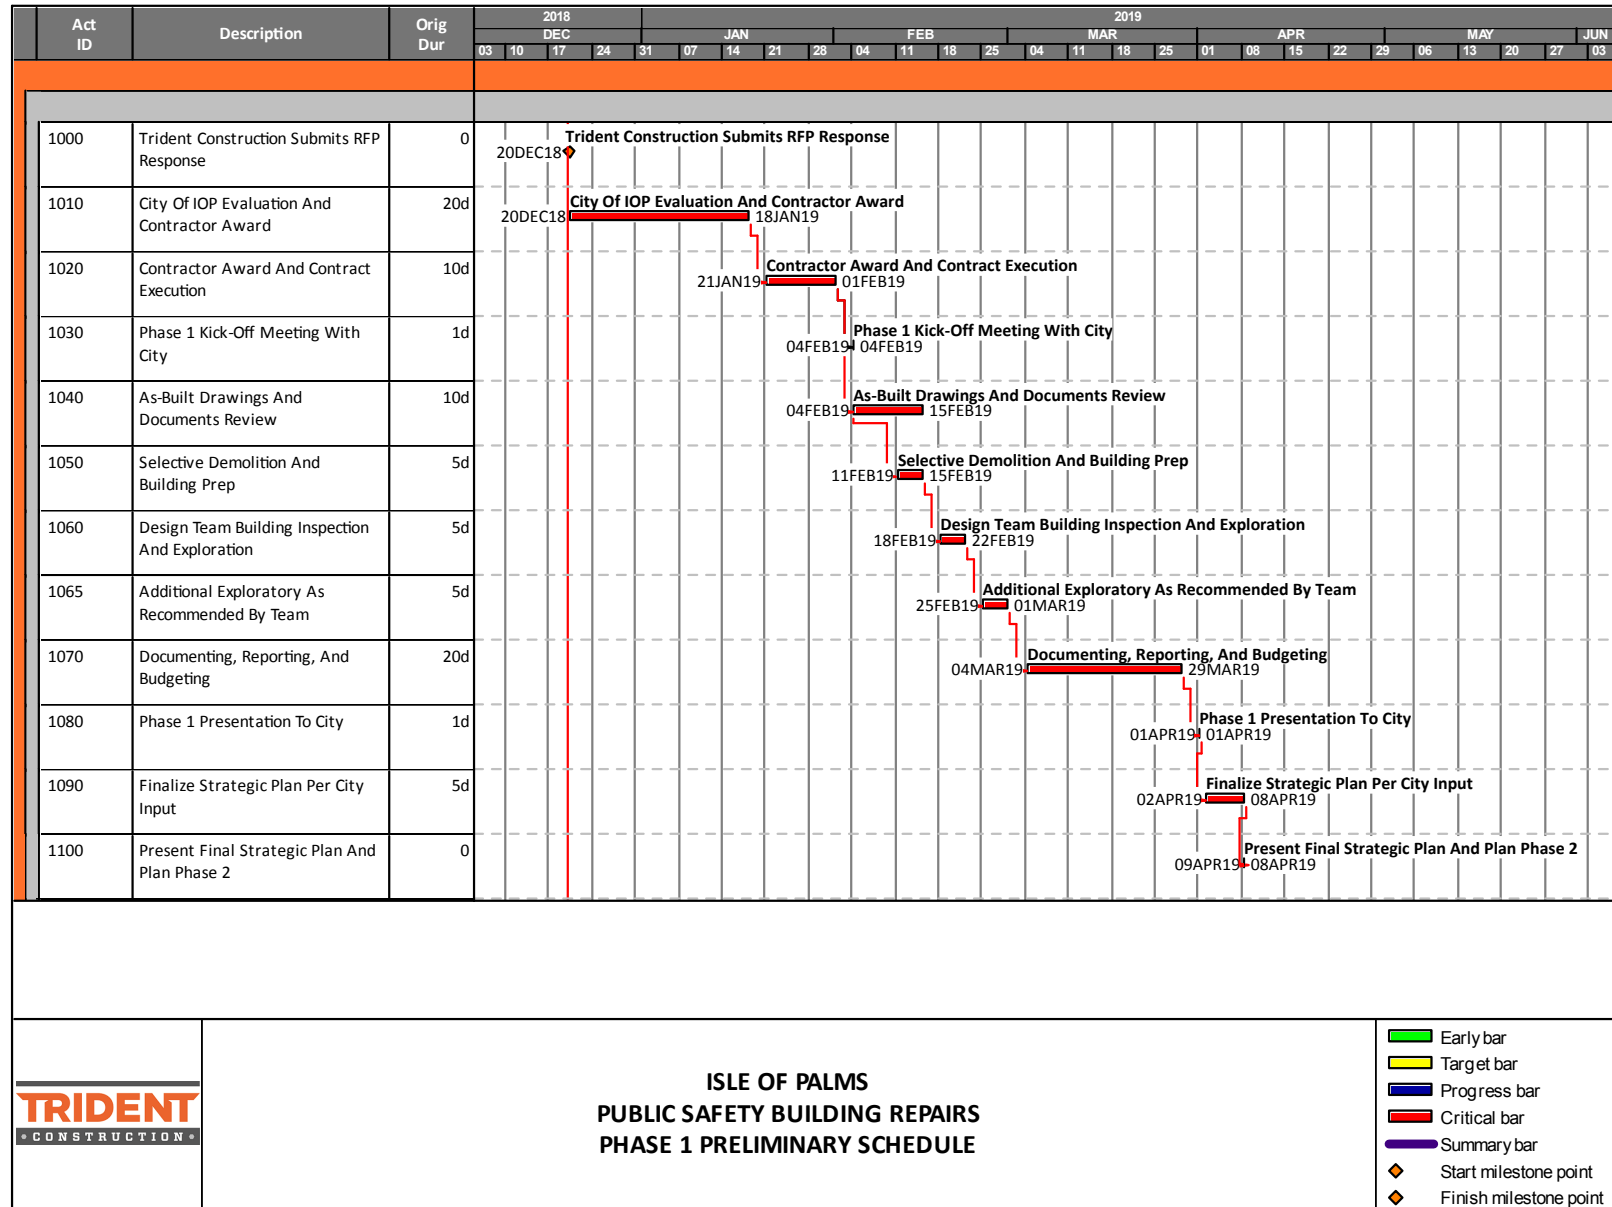 Act
ID
Description
Orig
Dur
2018
2019
DEC
JAN
FEB
MAR
APR
MAY
JUN
03 10 17 24 31 07 14 21 28 04 11 18 25 04 11 18 25 01 08 15 22 29 06 13 20 27 03
1000
Trident Construction Submits RFP
Response
0
Trident Construction Submits RFP Response
20DEC18
1010
City Of IOP Evaluation And
Contractor Award
20d
City Of IOP Evaluation And Contractor Award
20DEC18 18JAN19
1020
Contractor Award And Contract
Execution
10d
Contractor Award And Contract Execution
21JAN19 01FEB19
1030
Phase 1 Kick-Off Meeting With
City
1d
Phase 1 Kick-Off Meeting With City
04FEB19 04FEB19
1040
As-Built Drawings And
Documents Review
10d
As-Built Drawings And Documents Review
04FEB19 15FEB19
1050
Selective Demolition And
Building Prep
5d
Selective Demolition And Building Prep
11FEB19 15FEB19
1060
Design Team Building Inspection
And Exploration
5d
Design Team Building Inspection And Exploration
18FEB19 22FEB19
1065
Additional Exploratory As
Recommended By Team
5d
Additional Exploratory As Recommended By Team
25FEB19 01MAR19
1070
Documenting, Reporting, And
Budgeting
20d
Documenting, Reporting, And Budgeting
04MAR19 29MAR19
1080
Phase 1 Presentation To City
1d
Phase 1 Presentation To City
01APR19 01APR19
1090
Finalize Strategic Plan Per City
Input
5d
Finalize Strategic Plan Per City Input
02APR19 08APR19
1100
Present Final Strategic Plan And
Plan Phase 2
0
Present Final Strategic Plan And Plan Phase 2
09APR19 08APR19
TRIDENT
CONSTRUCTION
ISLE OF PALMS
PUBLIC SAFETY BUILDING REPAIRS
PHASE 1 PRELIMINARY SCHEDULE
Early bar
Target bar
Progress bar
Critical bar
Summary bar
Start milestone point
Finish milestone point